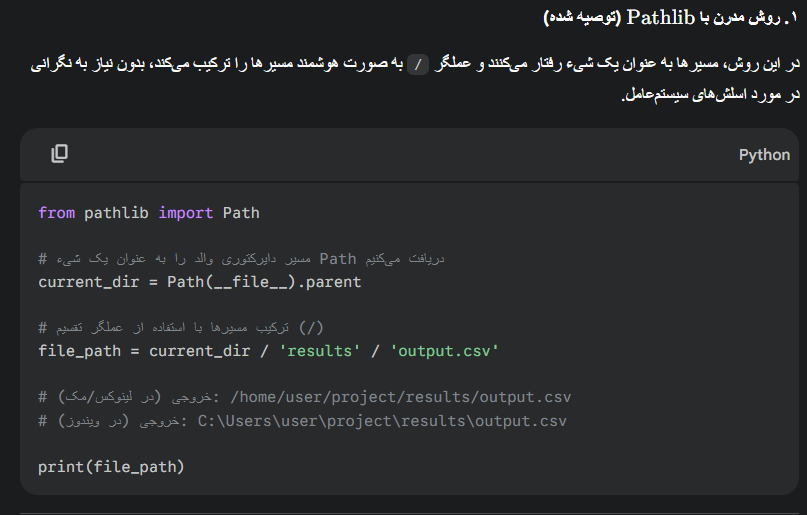 ۱. روش مدرن با Pathlib (توصیه شده)
در این روش، مسیرها به عنوان یک شیء رفتار می‌کنند و عملگر / به صورت هوشمند مسیرها را ترکیب می‌کند، بدون نیاز به نگرانی
در مورد اسلش‌های سیستم‌عامل.
Python
from pathlib import Path
# دریافت می‌کنیم Path مسیر دایرکتوری والد را به عنوان یک شیء
current_dir = Path(__file__).parent
# ترکیب مسیرها با استفاده از عملگر تقسیم (/)
file_path = current_dir / 'results' / 'output.csv'
# خروجی (در لینوکس/مک): /home/user/project/results/output.csv
# خروجی (در ویندوز): C:\Users\user\project\results\output.csv
print(file_path)